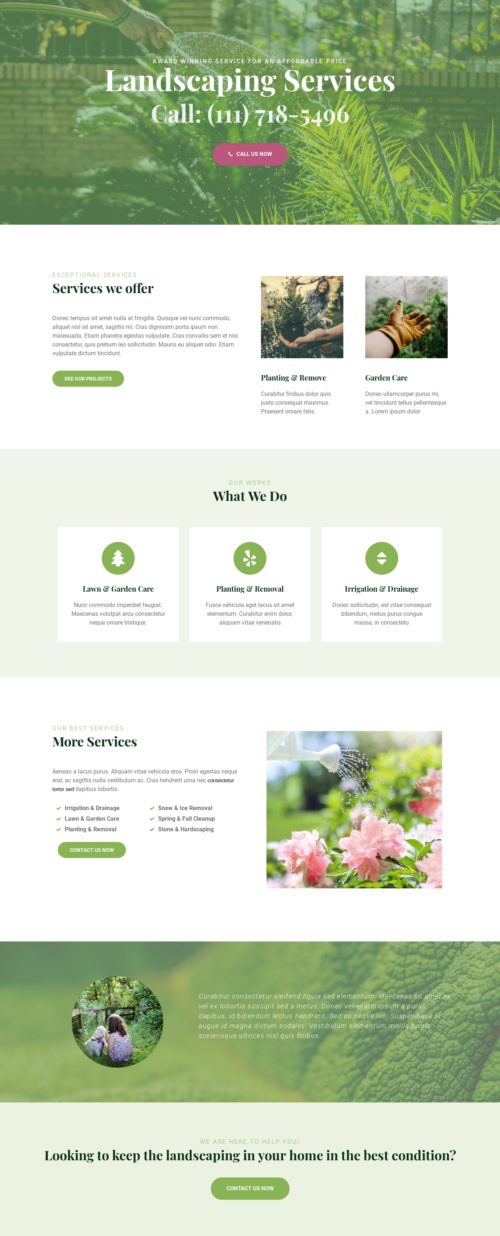 AWARD WINNING SERVICE FOR AN AFFORDABLE PRICE
Landscaping Services
Call: (111) 718-5496
CALL US NOW
EXCEPTIONAL SERVICES
Services we offer
Donec tempus sit amet nulla at fringilla. Quisque vel nunc commodo,
aliquet nisl sit amet, sagittis mi. Cras dignissim porta ipsum non
malesuada. Etiam pharetra egestas vulputate. Cras convallis sem et nisi
consectetur, quis pretium leo sollicitudin. Mauris eu aliquet odio. Etiam
vulputate dictum tincidunt.
SEE OUR PROJECTS
Planting & Remove
Curabitur finibus dolor quis
justo consequat maximus.
Praesent ornare felis
Garden Care
Donec ullamcorper purus mi,
vel tincidunt tellus pellentesque
a. Lorem ipsum dolor
OUR WORKS
What We Do
Lawn & Garden Care
Nunc commodo imperdiet feugiat.
Maecenas volutpat arcu consectetur
neque ornare tristique.
Planting & Removal
Fusce vehicula eget lacus sit amet
elementum. Curabitur enim dolor,
aliquam vitae venenatis
Irrigation & Drainage
Donec sollicitudin, est vitae consequat
bibendum, metus purus congue
massa, in consectetu
OUR BEST SERVICES
More Services
Aenean a lacus purus. Aliquam vitae vehicula eros. Proin egestas neque
erat, ac sagittis nulla vestibulum ac. Cras hendrerit urna nec consectetur
tortor sed dapibus lobortis.
Irrigation & Drainage
Lawn & Garden Care
Planting & Removal
Snow & Ice Removal
Spring & Fall Cleanup
Stone & Hardscaping
CONTACT US NOW
Curabitur consectetur eleifend ligula sed elementum. Maecenas sit amet ex
vel ex lobortis suscipit sed a metus. Donec venenatis ipsum a purus
dapibus, id bibendum lectus hendrerit. Sed eu neque leo. Suspendisse at
augue id magna dictum sodales. Vestibulum elementum mollis turpis
scelerisque ultrices nisl quis finibus.
WE ARE HERE TO HELP YOU!
Looking to keep the landscaping in your home in the best condition?
CONTACT US NOW